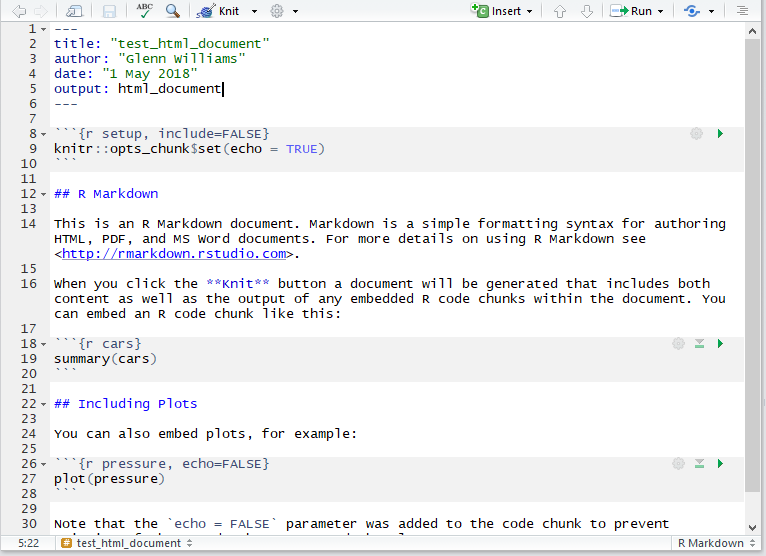 ABC Knit Insert Run
1 ---
2 title: "test_html_document"
3 author: "Glenn Williams"
4 date: "1 May 2018"
5 output: html_document
6 ---
7
8 ```{r setup, include=FALSE}
9 knitr::opts_chunk$set(echo = TRUE)
10 ```
11
12 ## R Markdown
13
14 This is an R Markdown document. Markdown is a simple formatting syntax for authoring
HTML, PDF, and MS Word documents. For more details on using R Markdown see
<http://rmarkdown.rstudio.com>.
15
16 When you click the **Knit** button a document will be generated that includes both
content as well as the output of any embedded R code chunks within the document. You
can embed an R code chunk like this:
17
18 ```{r cars}
19 summary(cars)
20 ```
21
22 ## Including Plots
23
24 You can also embed plots, for example:
25
26 ```{r pressure, echo=FALSE}
27 plot(pressure)
28 ```
29
30 Note that the `echo = FALSE` parameter was added to the code chunk to prevent
5:22 # test_html_document R Markdown